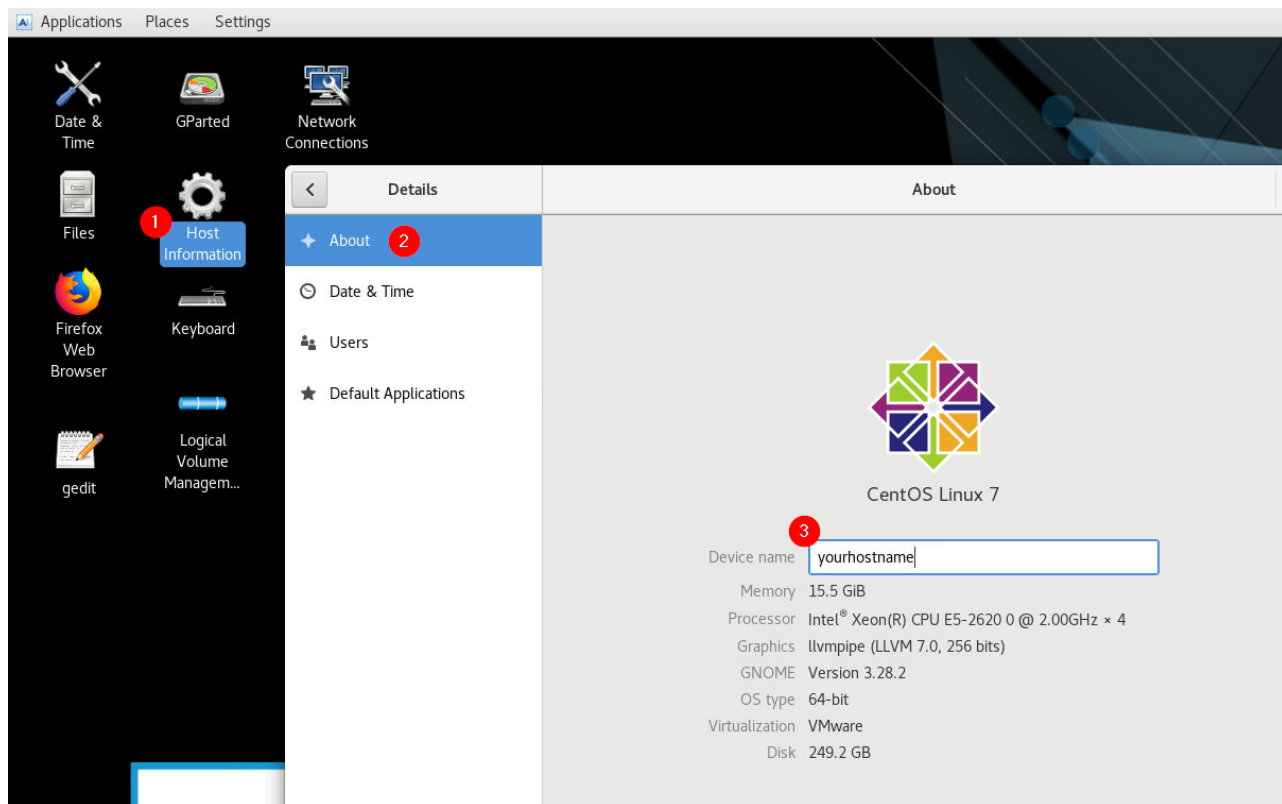 Applications Places Settings
Date &
Time
GParted
Network
Connections
Files
1
Host
Information
Firefox
Web
Browser
Keyboard
gedit
Logical
Volume
Managem...
Details
About
About 2
Date & Time
Users
Default Applications
CentOS Linux 7
3
Device name yourhostname
Memory 15.5 GiB
Processor Intel® Xeon(R) CPU E5-2620 0 @ 2.00GHz × 4
Graphics llvmpipe (LLVM 7.0, 256 bits)
GNOME Version 3.28.2
OS type 64-bit
Virtualization VMware
Disk 249.2 GB